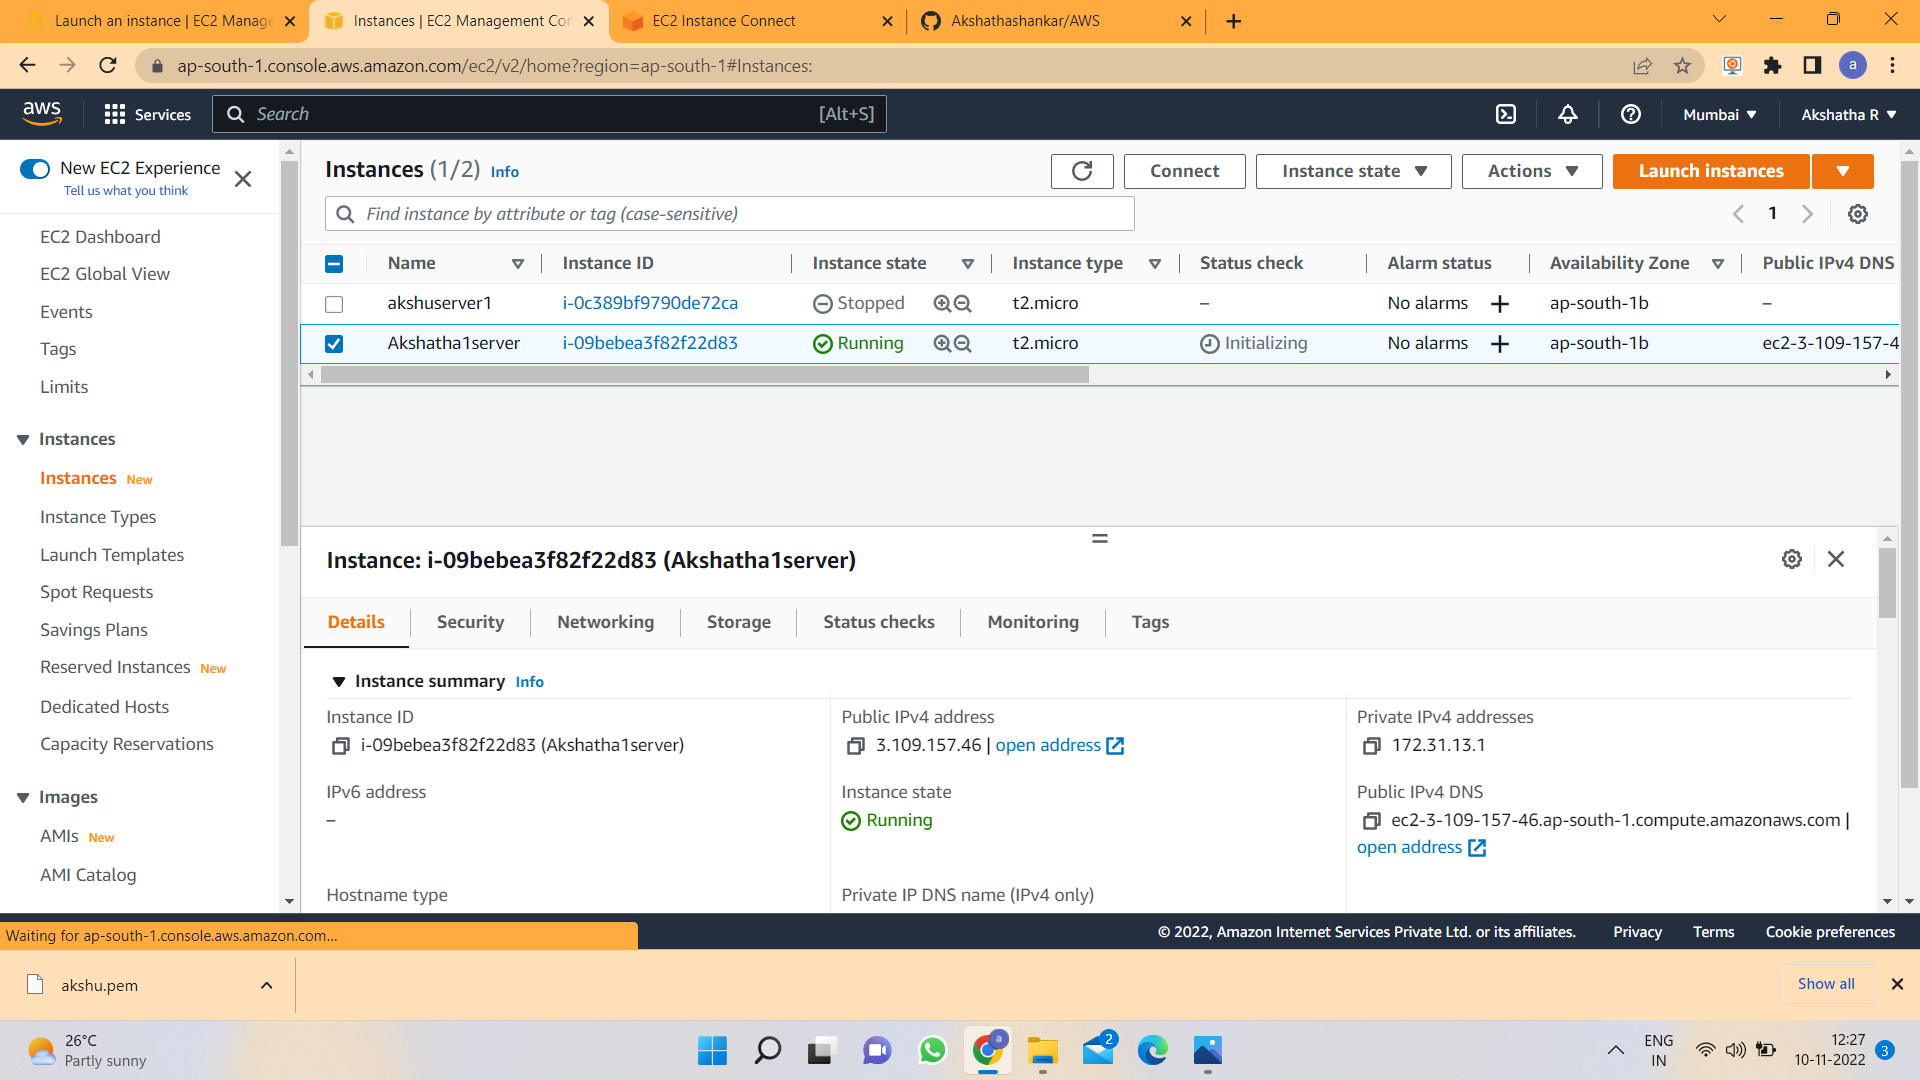 Launch an instance | EC2 Manage
Instances | EC2 Management Con
EC2 Instance Connect
Akshathashankar/AWS
ap-south-1.console.aws.amazon.com/ec2/v2/home?region=ap-south-1#Instances:
a
aws
Services
Search
[Alt+S]
Mumbai
Akshatha R
New EC2 Experience
Tell us what you think
EC2 Dashboard
EC2 Global View
Events
Tags
Limits
Instances
Instances New
Instance Types
Launch Templates
Spot Requests
Savings Plans
Reserved Instances New
Dedicated Hosts
Capacity Reservations
Images
AMIs New
AMI Catalog
Instances (1/2) Info
Connect
Instance state
Actions
Launch instances
Find instance by attribute or tag (case-sensitive)
1
Name Instance ID Instance state Instance type Status check Alarm status Availability Zone Public IPv4 DNS
akshuserver1 i-0c389bf9790de72ca Stopped t2.micro – No alarms + ap-south-1b –
Akshatha1server i-09bebea3f82f22d83 Running t2.micro Initializing No alarms + ap-south-1b ec2-3-109-157-4
Instance: i-09bebea3f82f22d83 (Akshatha1server)
Details Security Networking Storage Status checks Monitoring Tags
Instance summary Info
Instance ID
i-09bebea3f82f22d83 (Akshatha1server)
Public IPv4 address
3.109.157.46 | open address
Private IPv4 addresses
172.31.13.1
IPv6 address
–
Instance state
Running
Public IPv4 DNS
ec2-3-109-157-46.ap-south-1.compute.amazonaws.com |
open address
Hostname type
Private IP DNS name (IPv4 only)
Waiting for ap-south-1.console.aws.amazon.com...
© 2022, Amazon Internet Services Private Ltd. or its affiliates. Privacy Terms Cookie preferences
akshu.pem
Show all
26°C
Partly sunny
a
2
ENG
IN
12:27
10-11-2022
3